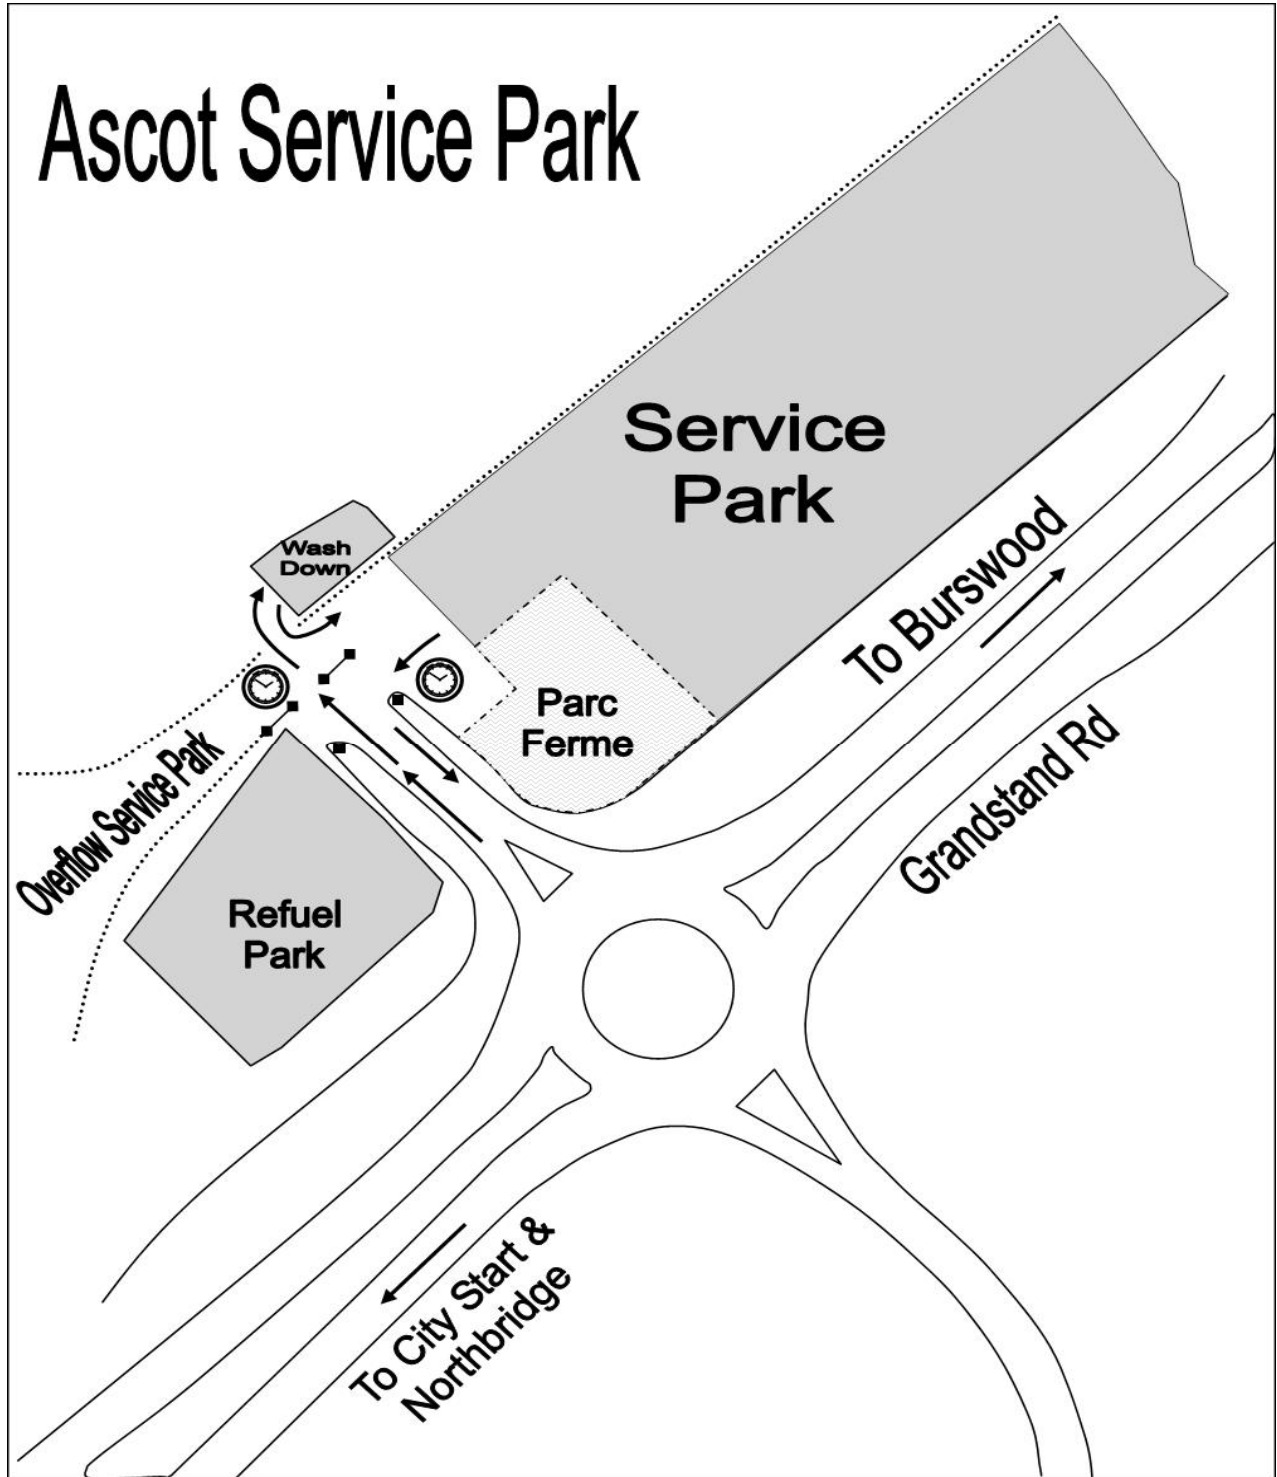 Ascot Service Park
Service
Park
Wash
Down
To Burswood
Parc
Ferme
Grandstand Rd
Overflow Service Park
Refuel
Park
To City Start &
Northbridge